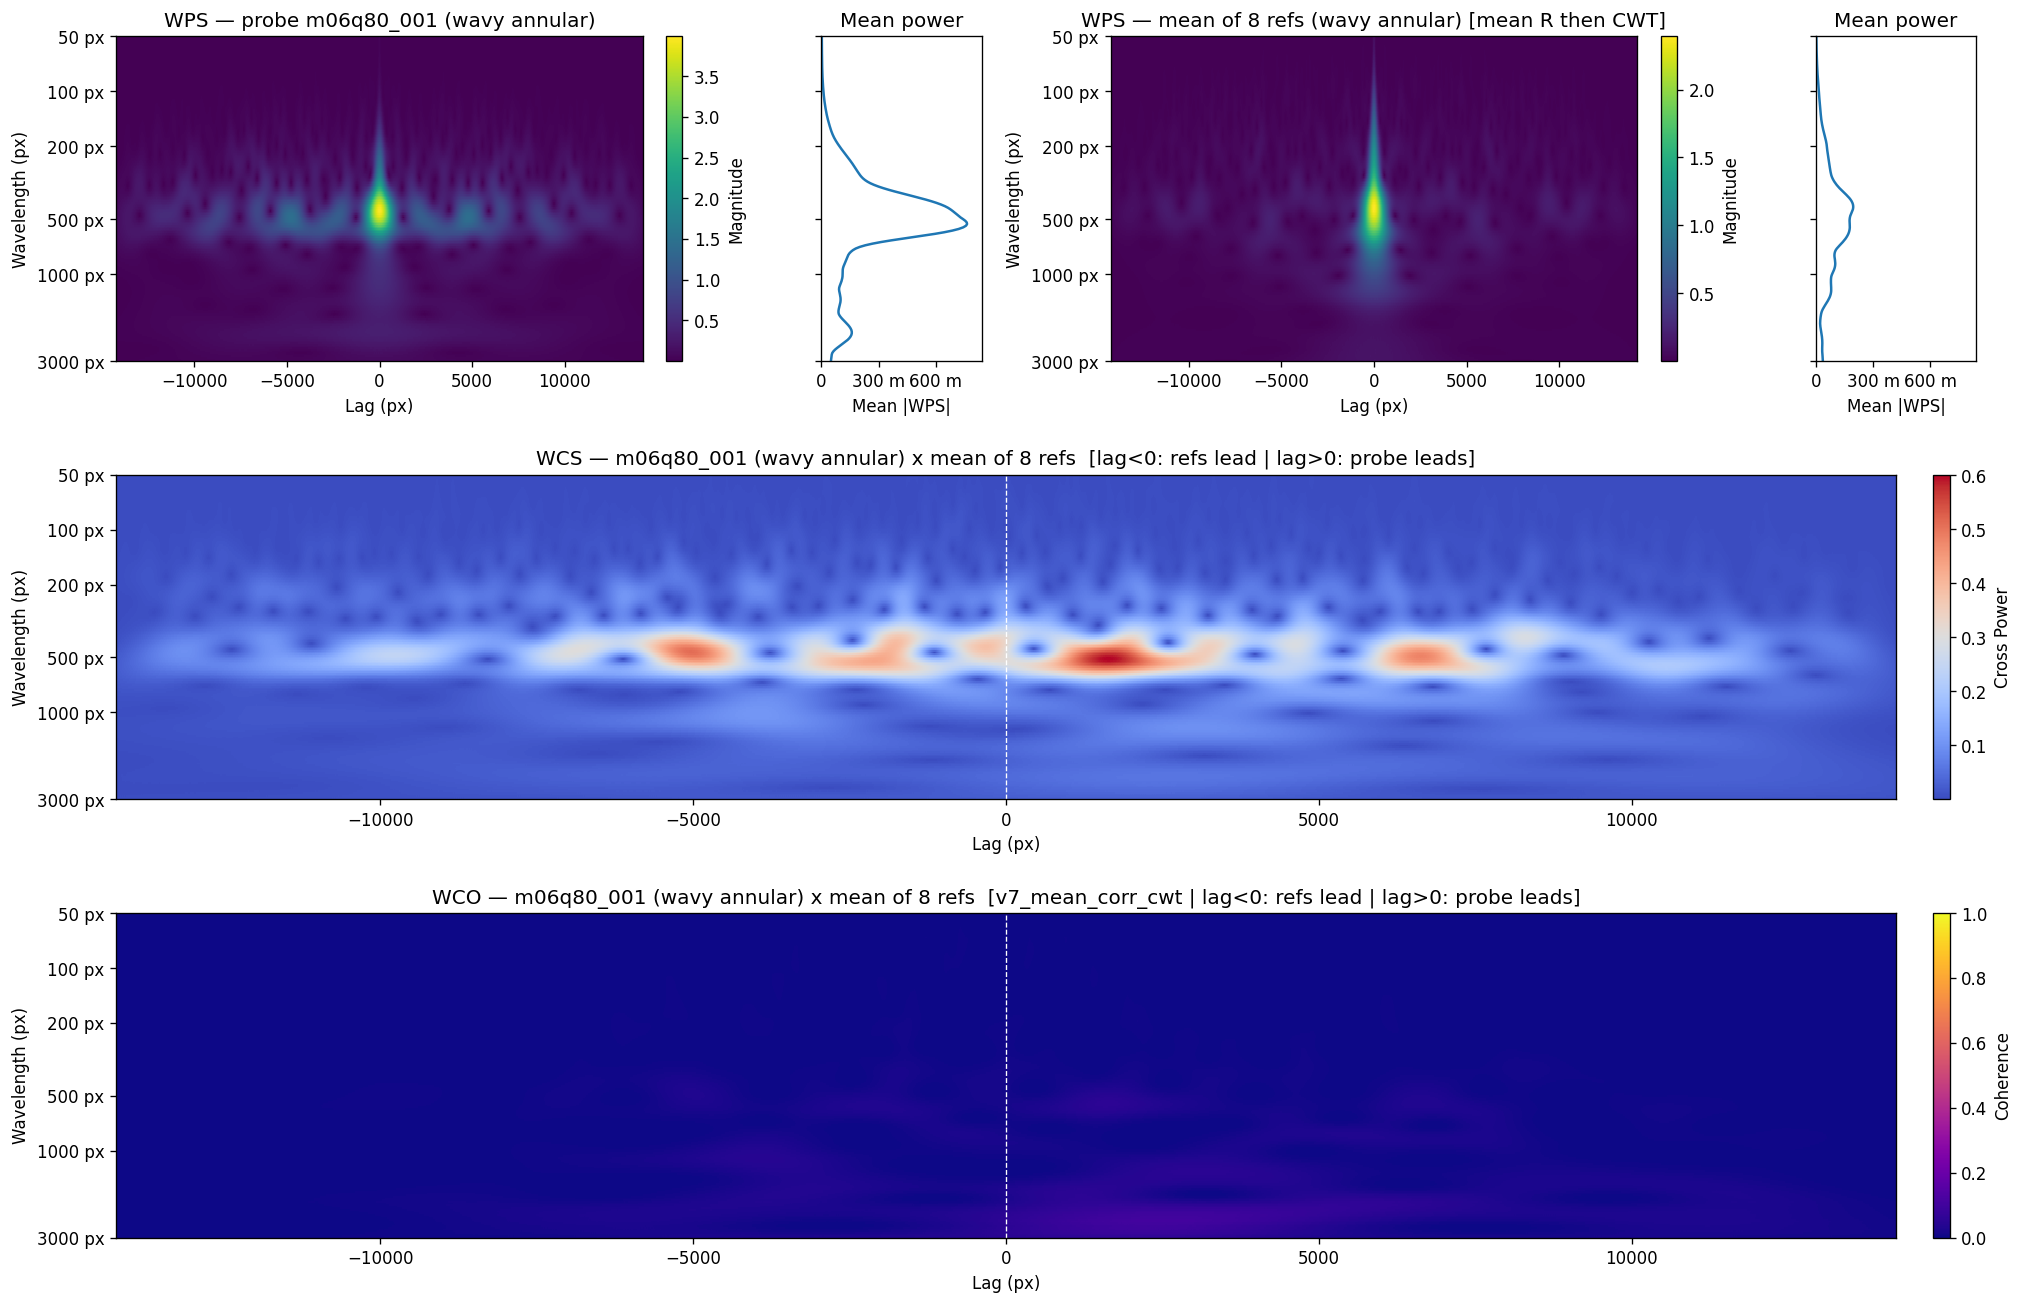 WPS — probe m06q80_001 (wavy annular)
Mean power
WPS — mean of 8 refs (wavy annular) [mean R then CWT]
Mean power
50 px
100 px
200 px
500 px
1000 px
3000 px
Wavelength (px)
−10000 −5000 0 5000 10000
Lag (px)
3.5
3.0
2.5
2.0
1.5
1.0
0.5
Magnitude
0 300 m 600 m
Mean |WPS|
50 px
100 px
200 px
500 px
1000 px
3000 px
Wavelength (px)
−10000 −5000 0 5000 10000
Lag (px)
2.0
1.5
1.0
0.5
Magnitude
0 300 m 600 m
Mean |WPS|
WCS — m06q80_001 (wavy annular) x mean of 8 refs [lag<0: refs lead | lag>0: probe leads]
50 px
100 px
200 px
500 px
1000 px
3000 px
Wavelength (px)
−10000 −5000 0 5000 10000
Lag (px)
0.6
0.5
0.4
0.3
0.2
0.1
Cross Power
WCO — m06q80_001 (wavy annular) x mean of 8 refs [v7_mean_corr_cwt | lag<0: refs lead | lag>0: probe leads]
50 px
100 px
200 px
500 px
1000 px
3000 px
Wavelength (px)
−10000 −5000 0 5000 10000
Lag (px)
1.0
0.8
0.6
0.4
0.2
0.0
Coherence